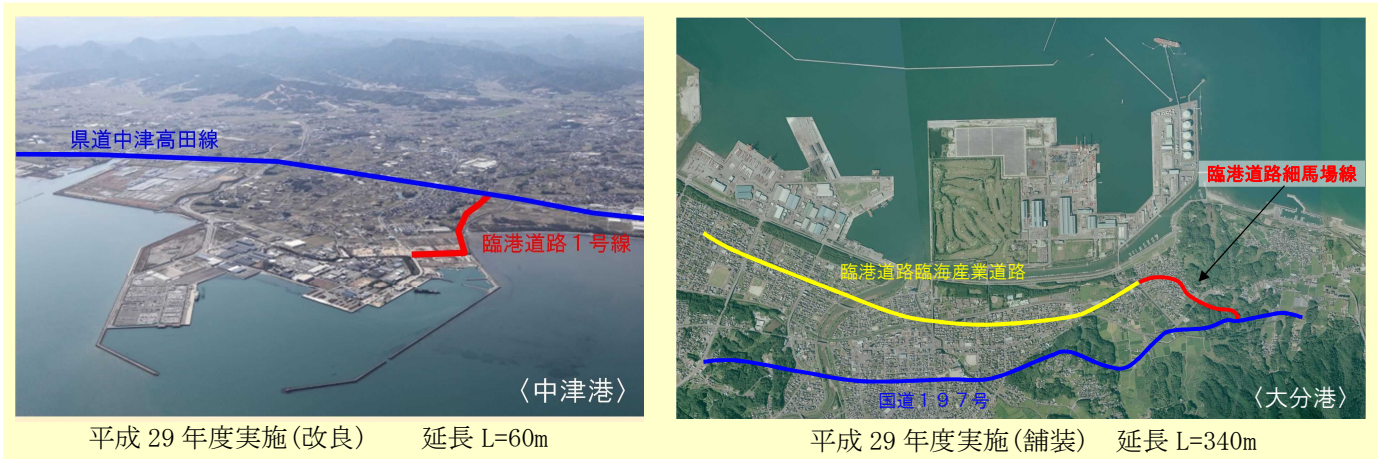 県道中津高田線
臨港道路１号線
〈中津港〉
平成 29 年度実施(改良)　　延長 L=60m
臨港道路細馬場線
臨港道路臨海産業道路
国道１９７号
〈大分港〉
平成 29 年度実施(舗装)　延長 L=340m